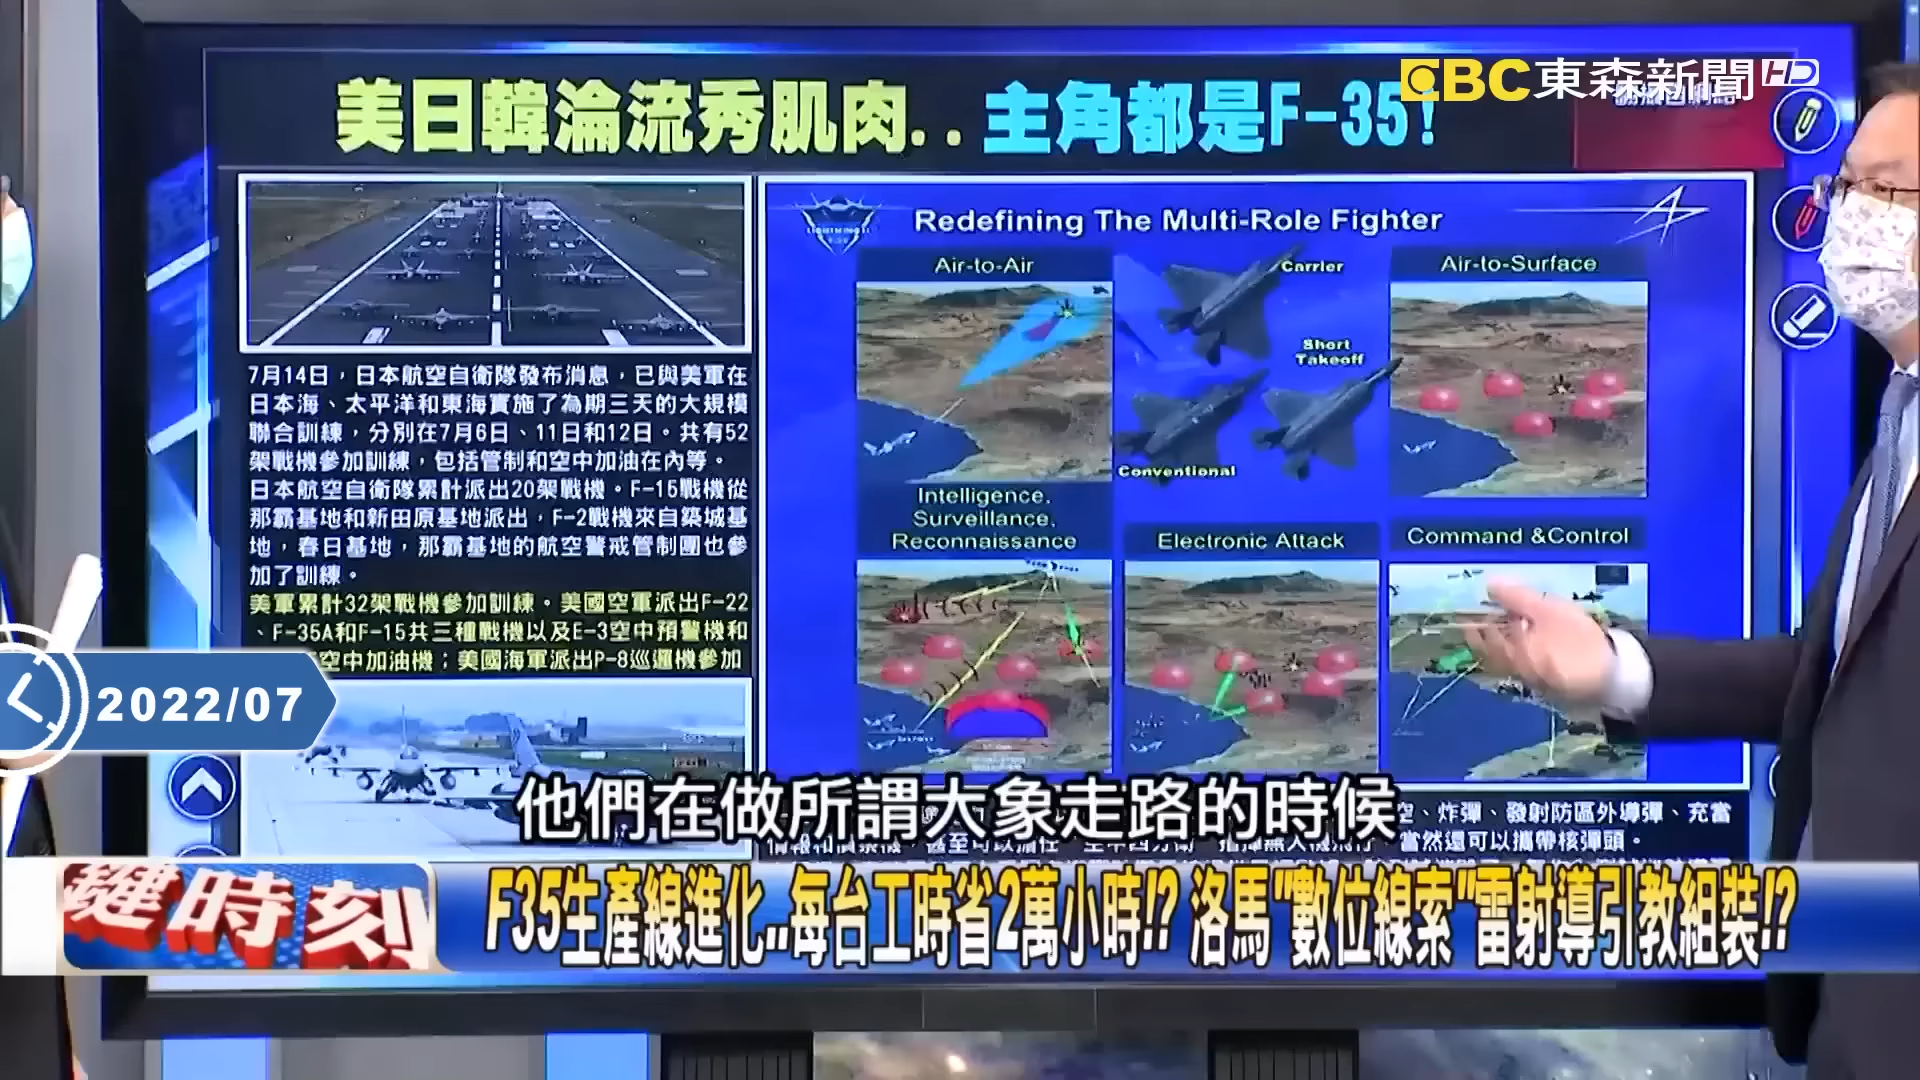 EBC 東森新聞 HD
美日韓淪流秀肌肉..主角都是F-35!
Redefining The Multi-Role Fighter
Air-to-Air
Carrier
Air-to-Surface
Short
Takeoff
Conventional
Intelligence,
Surveillance,
Reconnaissance
Electronic Attack
Command &Control
7月14日，日本航空自衛隊發布消息，已與美軍在
日本海、太平洋和東海實施了為期三天的大規模
聯合訓練，分別在7月6日、11日和12日。共有52
架戰機參加訓練，包括管制和空中加油在內等。
日本航空自衛隊累計派出20架戰機。F-15戰機從
那霸基地和新田原基地派出，F-2戰機來自築城基
地，春日基地，那霸基地的航空警戒管制團也參
加了訓練。
美軍累計32架戰機參加訓練。美國空軍派出F-22
、F-35A和F-15共三種戰機以及E-3空中預警機和
空中加油機；美國海軍派出P-8巡邏機參加
2022/07
空、炸彈、發射防區外導彈、充當
當然還可以攜帶核彈頭。
他們在做所謂大象走路的時候
鍵時刻
F35生產線進化..每台工時省2萬小時!? 洛馬"數位線索"雷射導引教組裝!?